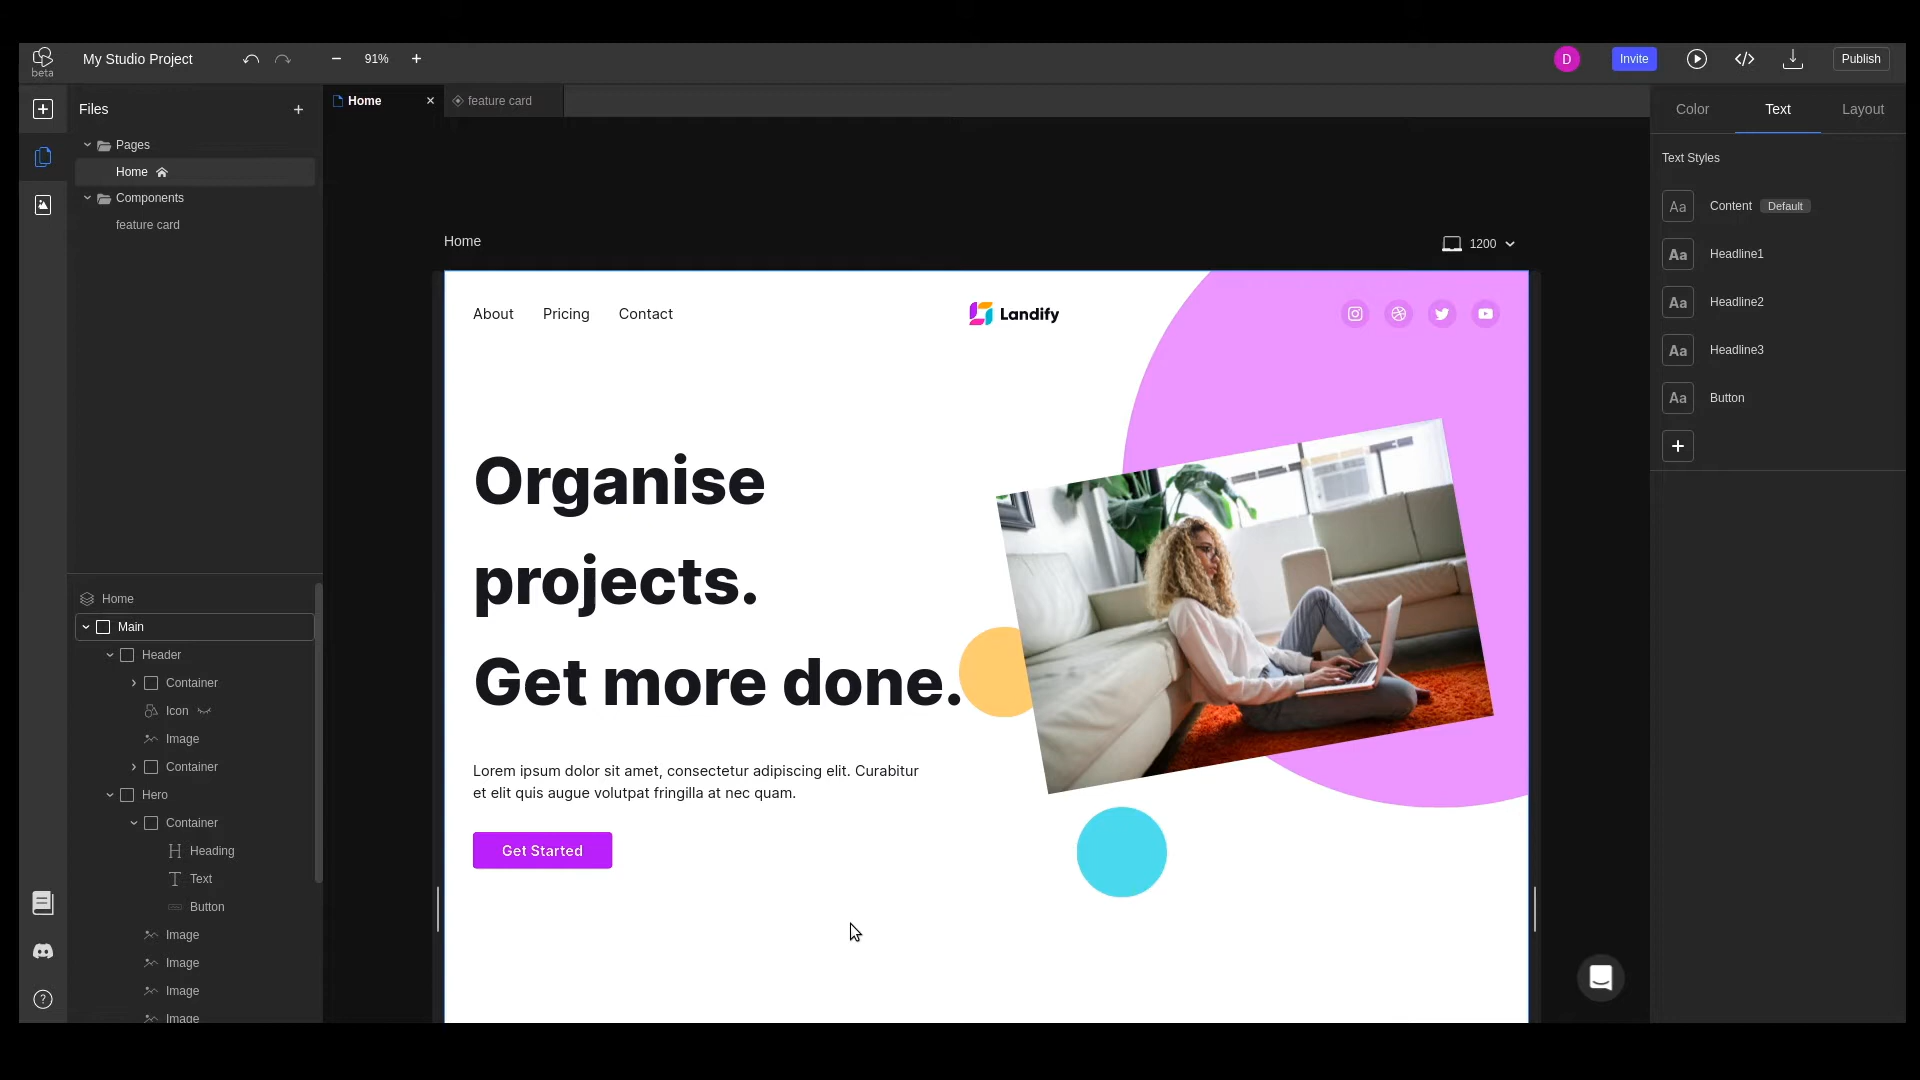 beta
My Studio Project
91%
D
Invite
Publish
Files
Home
feature card
Color
Text
Layout
Pages
Home
Components
feature card
Text Styles
Aa Content Default
Aa Headline1
Aa Headline2
Aa Headline3
Aa Button
Home
1200
About Pricing Contact
Landify
Organise
projects.
Get more done.
Lorem ipsum dolor sit amet, consectetur adipiscing elit. Curabitur
et elit quis augue volutpat fringilla at nec quam.
Get Started
Home
Main
Header
Container
Icon
Image
Container
Hero
Container
Heading
Text
Button
Image
Image
Image
Image